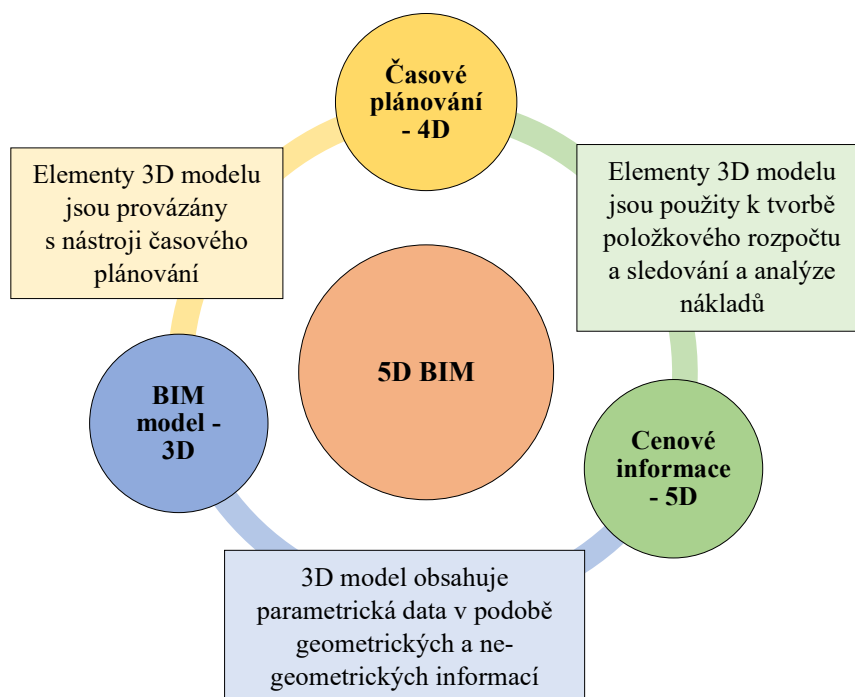 Časové
plánování
- 4D
Elementy 3D modelu
jsou provázány
s nástroji časového
plánování
Elementy 3D modelu
jsou použity k tvorbě
položkového rozpočtu
a sledování a analýze
nákladů
5D BIM
BIM
model -
3D
Cenové
informace
- 5D
3D model obsahuje
parametrická data v podobě
geometrických a ne-
geometrických informací